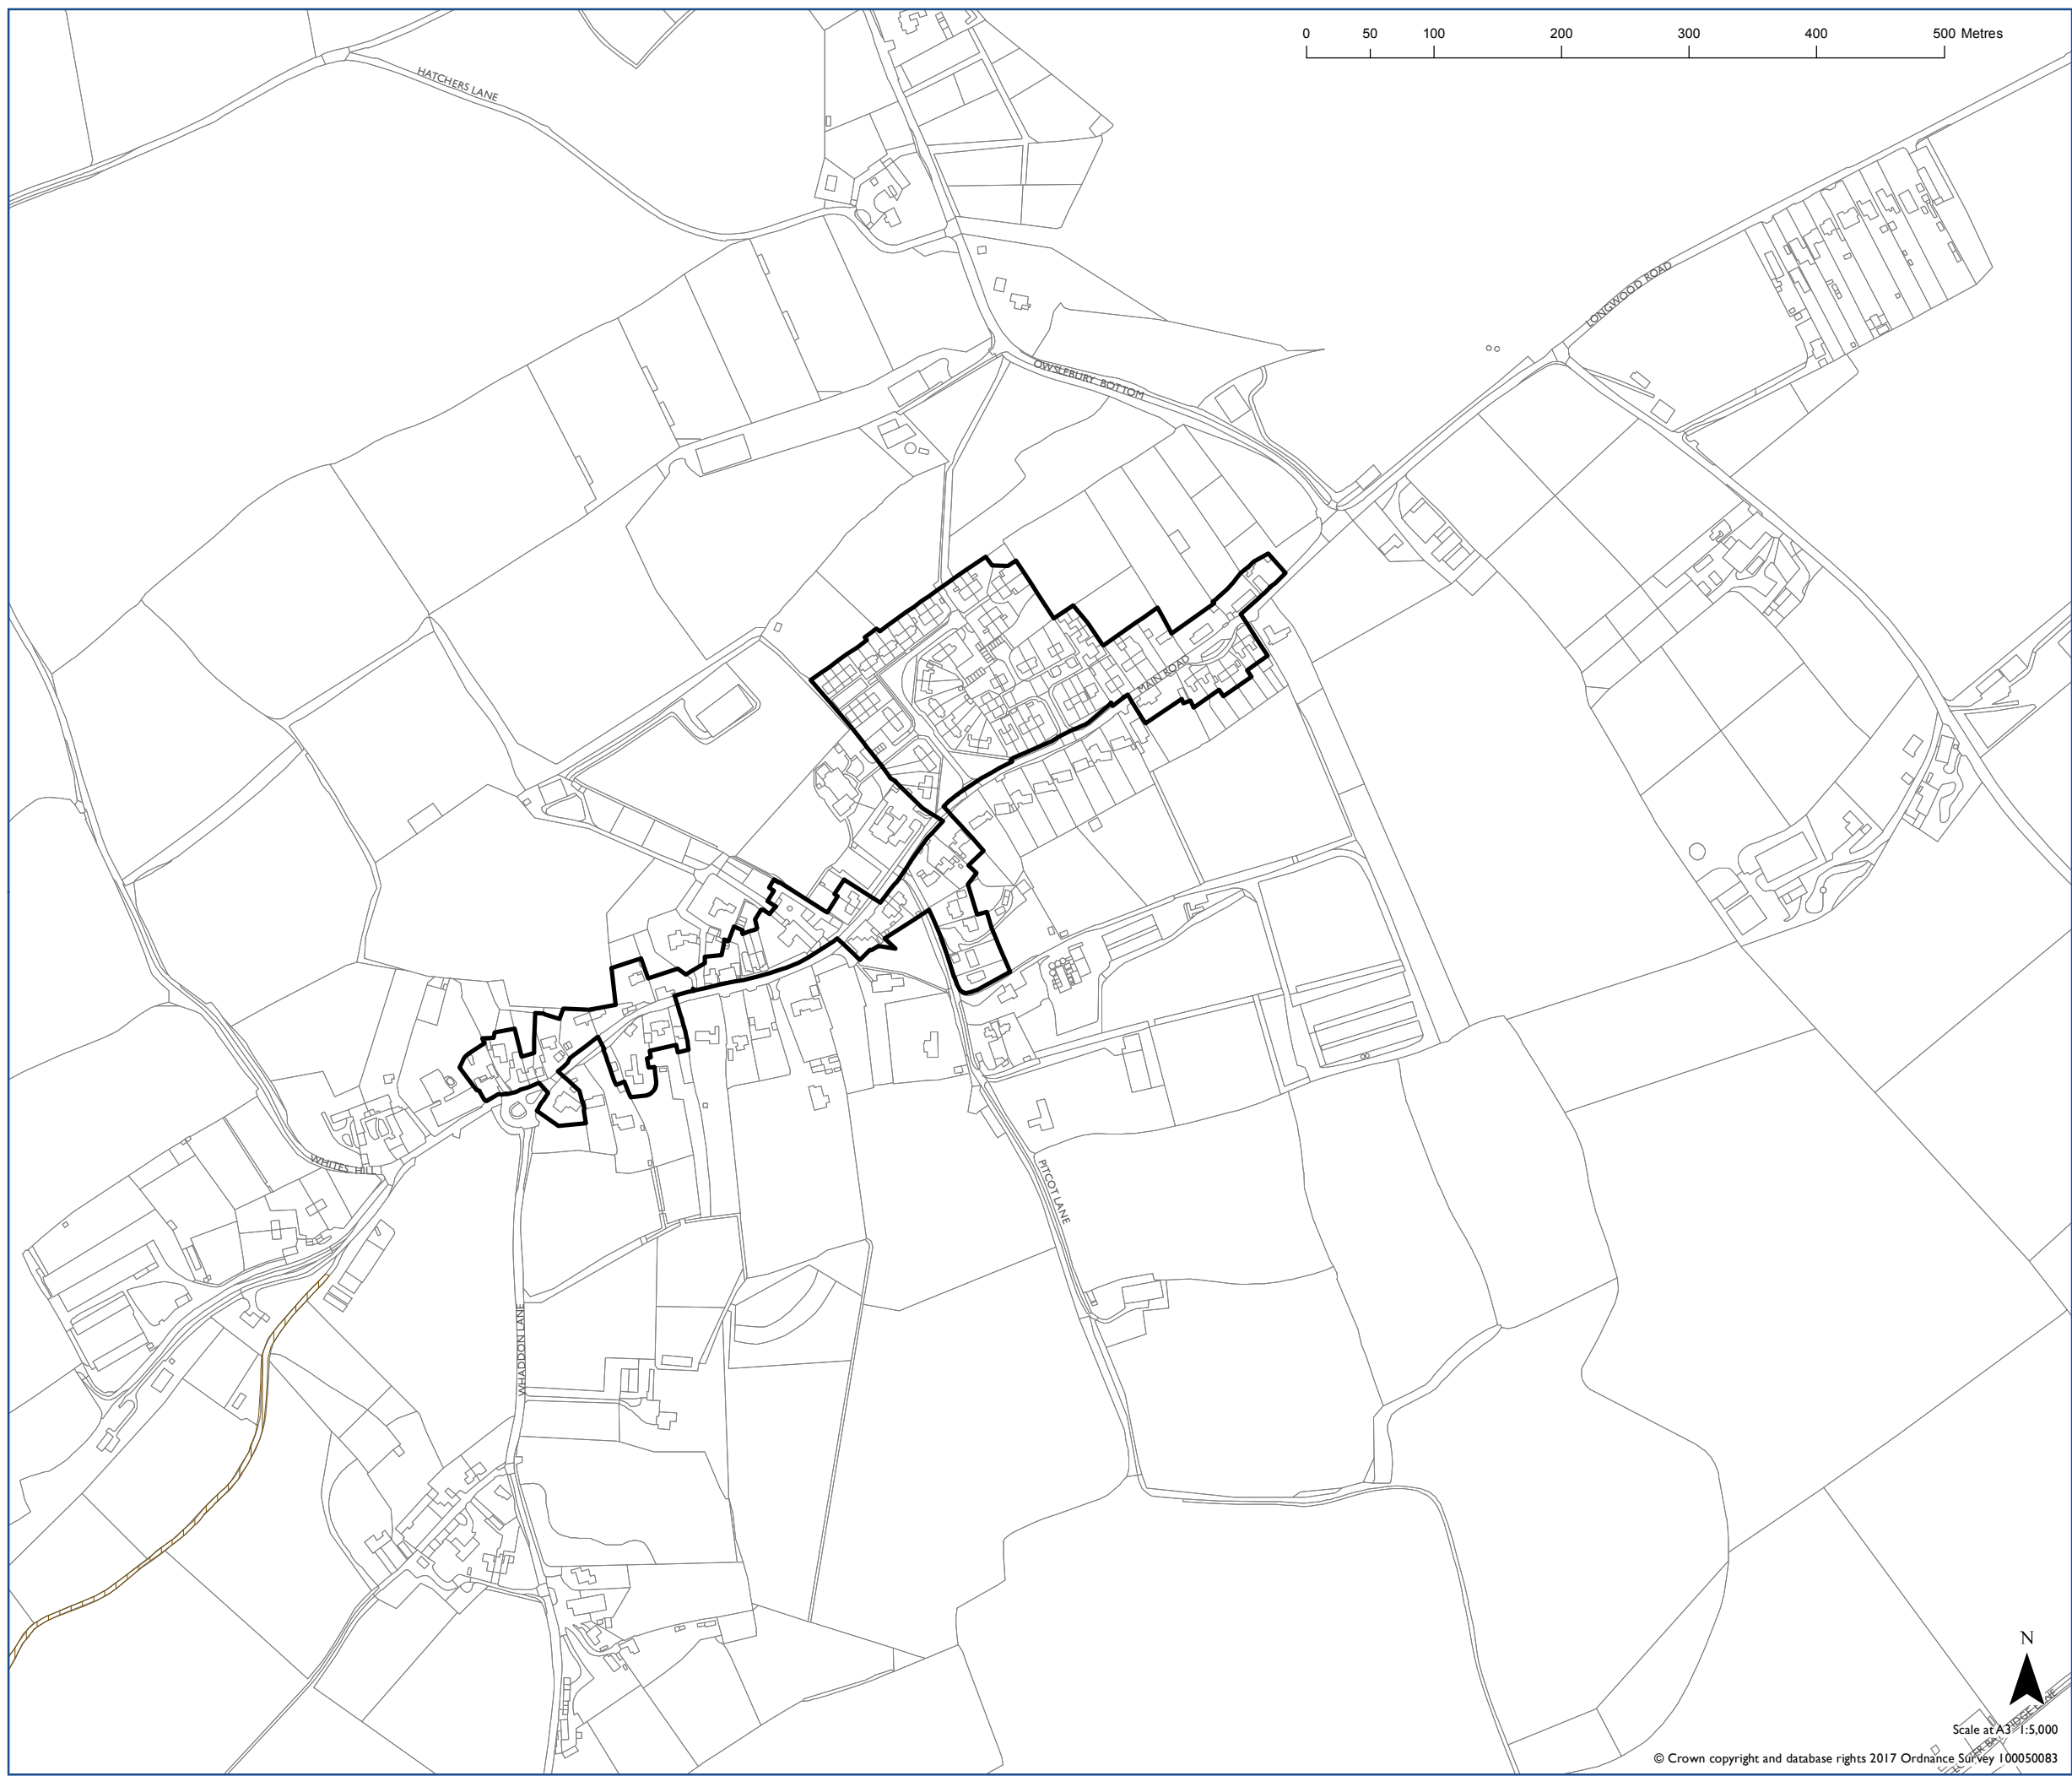 0 50 100 200 300 400 500 Metres
HATCHERS LANE
LONGWOOD ROAD
OWSLEBURY BOTTOM
MAIN ROAD
WHITES HILL
PITCOT LANE
WHADDON LANE
N
Scale at A3 1:5,000
© Crown copyright and database rights 2017 Ordnance Survey 100050083